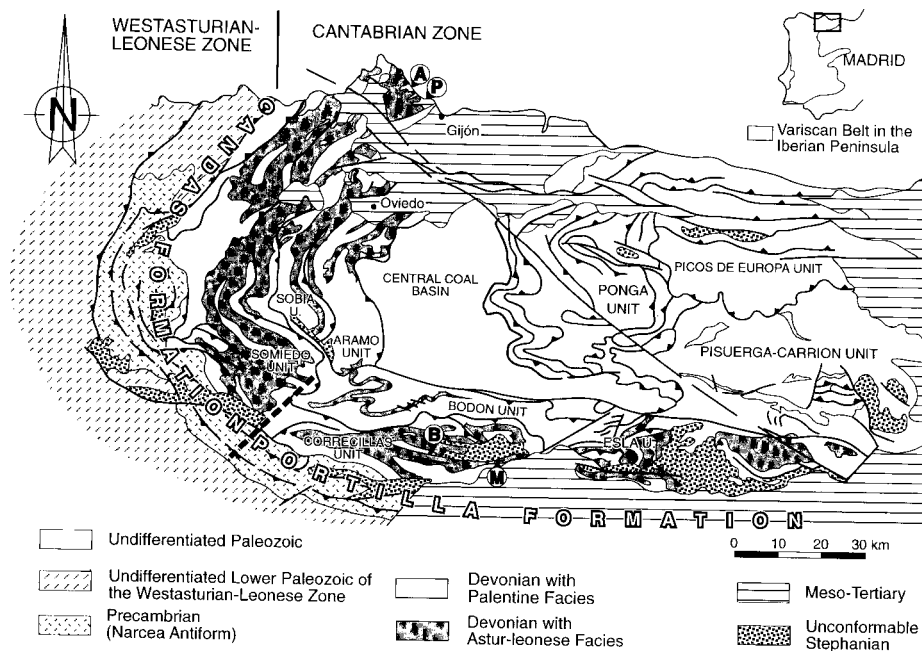 WESTASTURIAN-
LEONESE ZONE
CANTABRIAN ZONE
MADRID
Variscan Belt in the
Iberian Peninsula
N
A
P
Gijón
Oviedo
CANDAS FORMATION
CENTRAL COAL
BASIN
PICOS DE EUROPA UNIT
PONGA
UNIT
SOBIA
U.
ARAMO
UNIT
SOMIEDO
UNIT
PISUERGA-CARRION UNIT
BODON UNIT
B
CORRECILLAS
UNIT
ESLA U.
M
PORTILLA FORMATION
0 10 20 30 km
Undifferentiated Paleozoic
Undifferentiated Lower Paleozoic of
the Westasturian-Leonese Zone
Precambrian
(Narcea Antiform)
Devonian with
Palentine Facies
Devonian with
Astur-leonese Facies
Meso-Tertiary
Unconformable
Stephanian